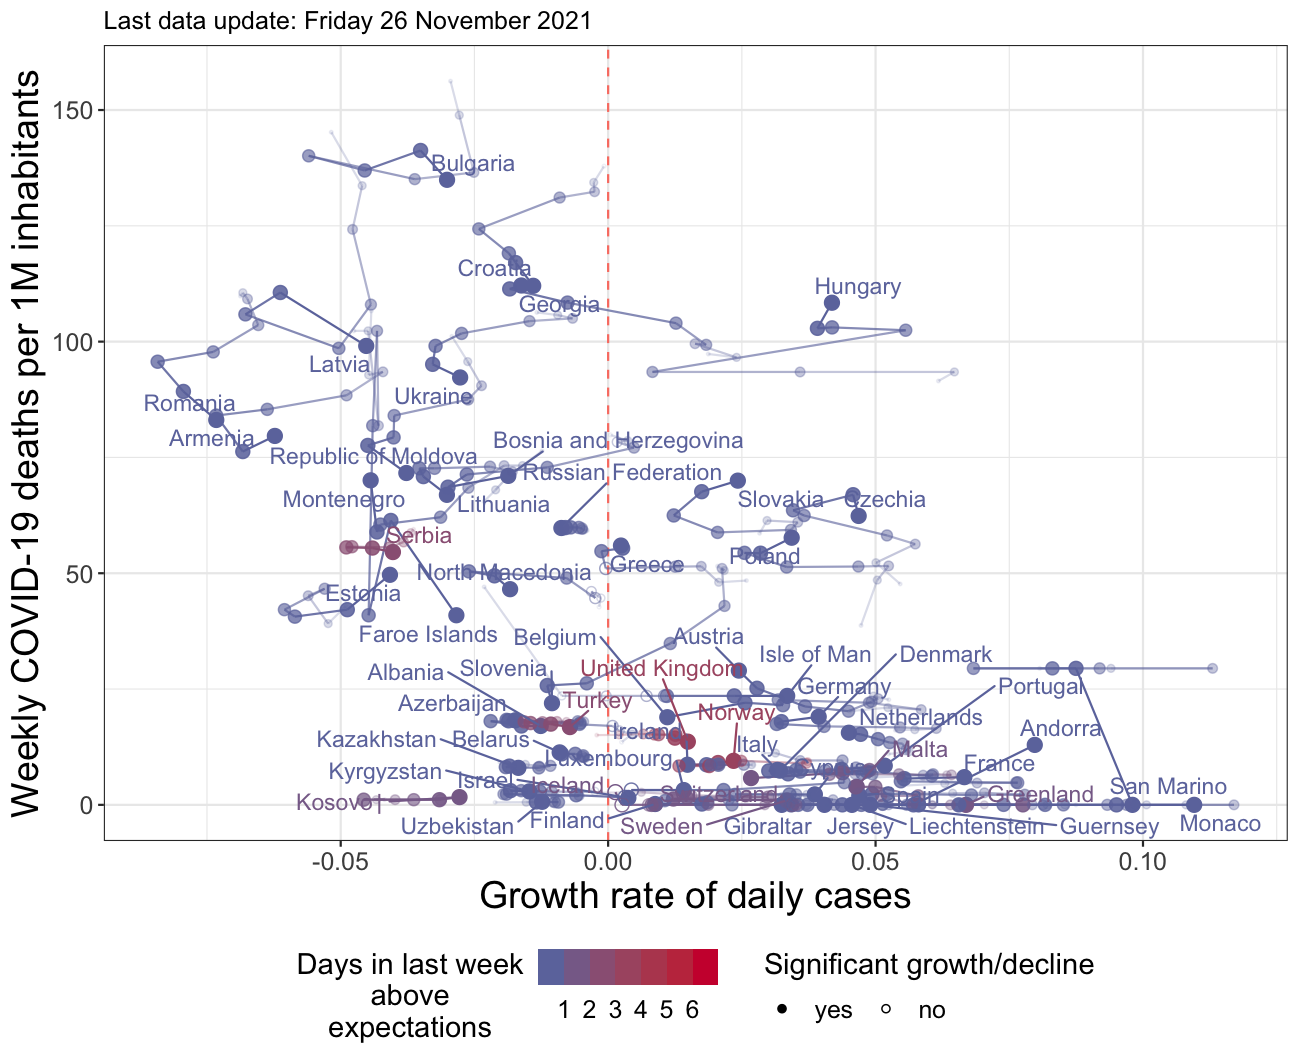 Last data update: Friday 26 November 2021
Weekly COVID-19 deaths per 1M inhabitants
150
100
50
0
Bulgaria
Croatia
Georgia
Hungary
Latvia
Ukraine
Romania
Armenia
Republic of Moldova
Bosnia and Herzegovina
Russian Federation
Montenegro
Lithuania
Slovakia
Czechia
Serbia
Poland
North Macedonia
Greece
Estonia
Faroe Islands
Belgium
Austria
Isle of Man
Denmark
Albania
Slovenia
United Kingdom
Germany
Portugal
Azerbaijan
Turkey
Norway
Netherlands
Andorra
Kazakhstan
Belarus
Ireland
Italy
Malta
Luxembourg
France
Kyrgyzstan
Israel
Iceland
Cyprus
San Marino
Kosovo
Switzerland
Spain
Greenland
Uzbekistan
Finland
Sweden
Gibraltar
Jersey
Liechtenstein
Guernsey
Monaco
-0.05
0.00
0.05
0.10
Growth rate of daily cases
Days in last week
above
expectations
1 2 3 4 5 6
Significant growth/decline
yes
no